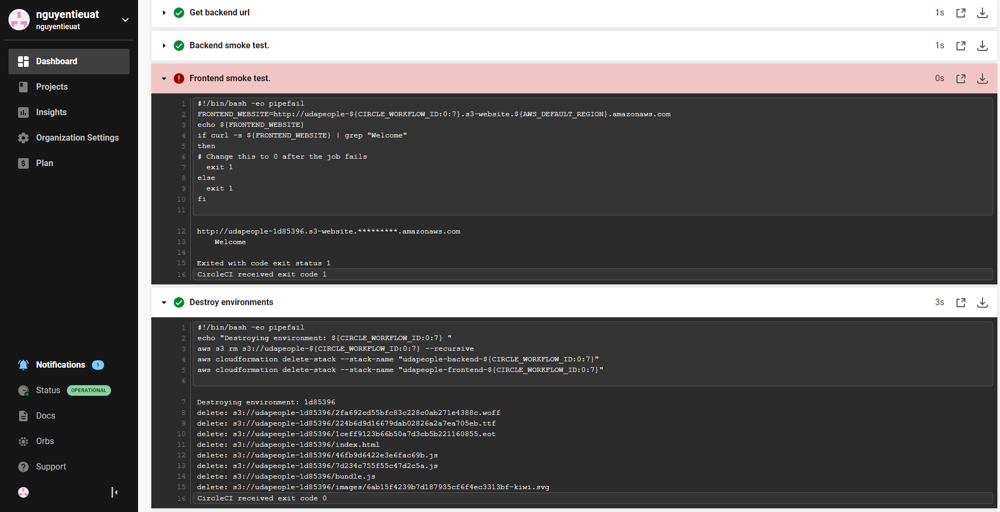 nguyentieuat
nguyentieuat
Dashboard
Projects
Insights
Organization Settings
Plan
Notifications 1
Status OPERATIONAL
Docs
Orbs
Support
Get backend url 1s
Backend smoke test. 1s
Frontend smoke test. 0s
1 #!/bin/bash -eo pipefail
2 FRONTEND_WEBSITE=http://udapeople-${CIRCLE_WORKFLOW_ID:0:7}.s3-website.${AWS_DEFAULT_REGION}.amazonaws.com
3 echo ${FRONTEND_WEBSITE}
4 if curl -s ${FRONTEND_WEBSITE} | grep "Welcome"
5 then
6 # Change this to 0 after the job fails
7   exit 1
8 else
9   exit 1
10 fi
11
12 http://udapeople-1d85396.s3-website.*********.amazonaws.com
13     Welcome
14
15 Exited with code exit status 1
16 CircleCI received exit code 1
Destroy environments 3s
1 #!/bin/bash -eo pipefail
2 echo "Destroying environment: ${CIRCLE_WORKFLOW_ID:0:7} "
3 aws s3 rm s3://udapeople-${CIRCLE_WORKFLOW_ID:0:7} --recursive
4 aws cloudformation delete-stack --stack-name "udapeople-backend-${CIRCLE_WORKFLOW_ID:0:7}"
5 aws cloudformation delete-stack --stack-name "udapeople-frontend-${CIRCLE_WORKFLOW_ID:0:7}"
6
7 Destroying environment: 1d85396
8 delete: s3://udapeople-1d85396/2fa692cd55bfc83c228c0ab271e4388c.woff
9 delete: s3://udapeople-1d85396/224b6d9d16679dab02826a2a7ea705eb.ttf
10 delete: s3://udapeople-1d85396/1ceff9123b66b50a7d3cb5b221160855.eot
11 delete: s3://udapeople-1d85396/index.html
12 delete: s3://udapeople-1d85396/46fb9d6422e3e6fac69b.js
13 delete: s3://udapeople-1d85396/7d234c755f55c47d2c5a.js
14 delete: s3://udapeople-1d85396/bundle.js
15 delete: s3://udapeople-1d85396/images/6ab15f4239b7d187935cf6f4ec3313bf-kiwi.svg
16 CircleCI received exit code 0